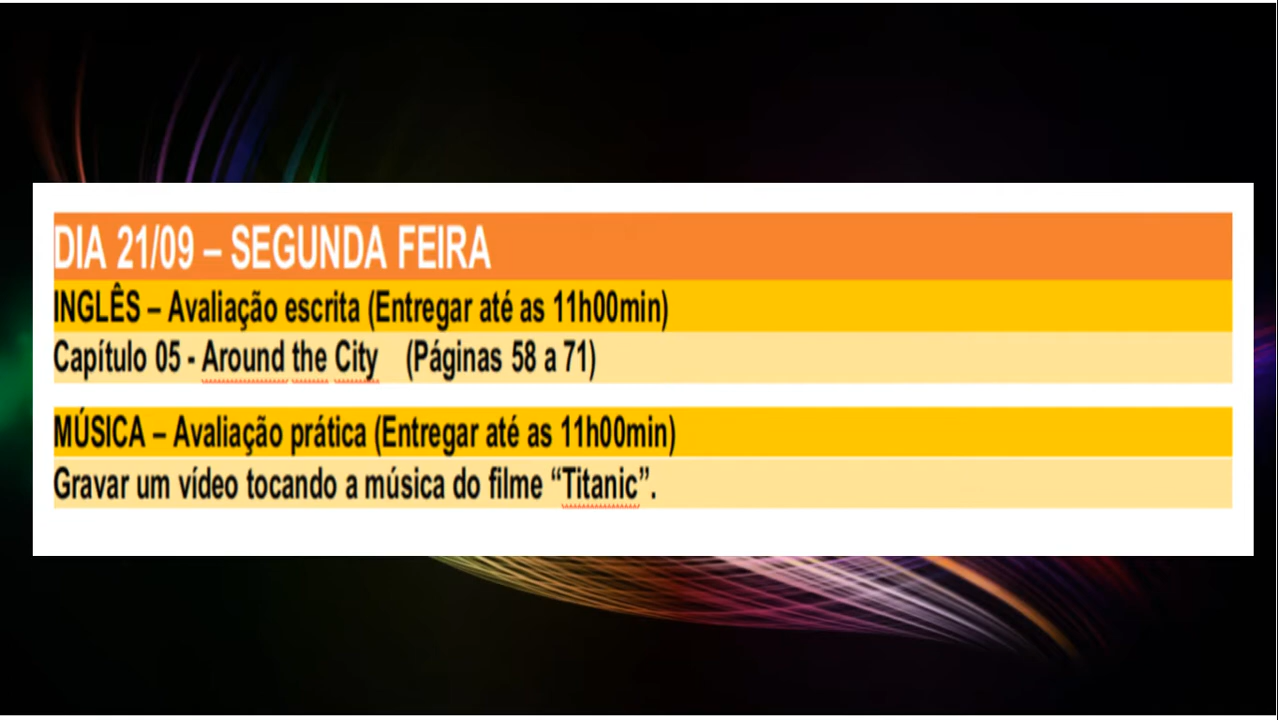 DIA 21/09 – SEGUNDA FEIRA
INGLÊS – Avaliação escrita (Entregar até as 11h00min)
Capítulo 05 - Around the City (Páginas 58 a 71)
MÚSICA – Avaliação prática (Entregar até as 11h00min)
Gravar um vídeo tocando a música do filme “Titanic”.